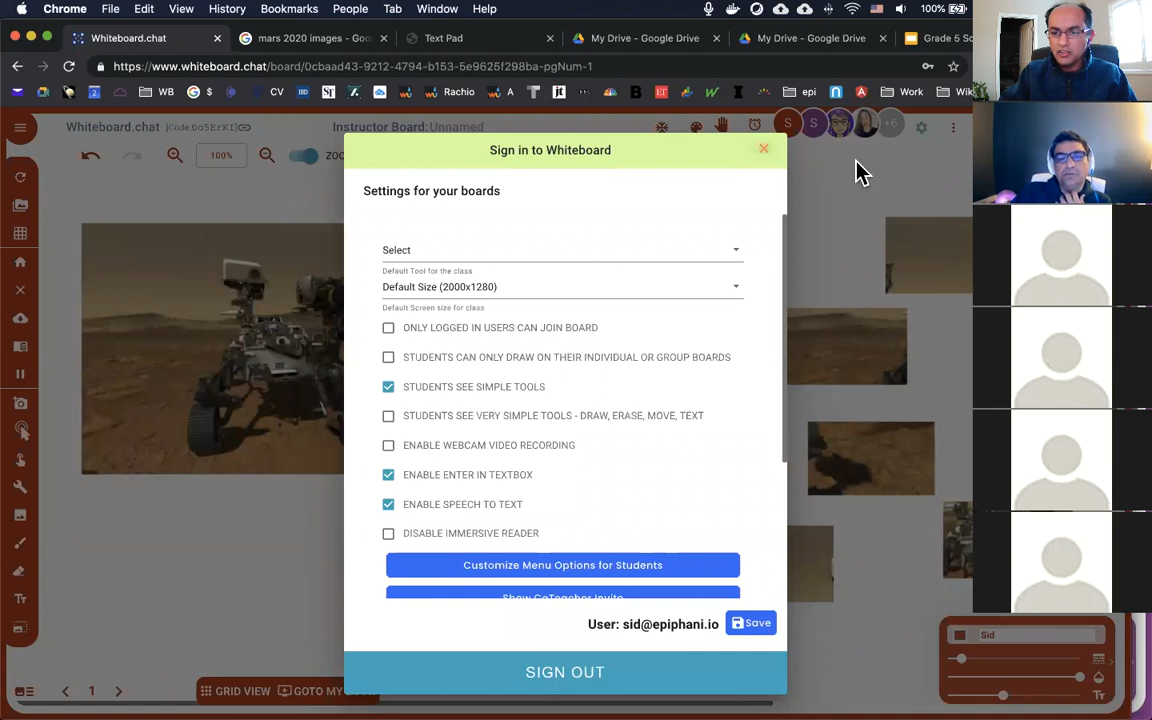 Chrome File Edit View History Bookmarks People Tab Window Help 100%
Whiteboard.chat mars 2020 images - Goo Text Pad My Drive - Google Drive My Drive - Google Drive Grade 5 Sc
https://www.whiteboard.chat/board/0cbaad43-9212-4794-b153-5e9625f298ba-pgNum-1
WB $ CV Rachio A epi Work Wik
Whiteboard.chat Instructor Board: Unnamed S S +6
100% ZOO
Sign in to Whiteboard
Settings for your boards
Select
Default Tool for the class
Default Size (2000x1280)
Default Screen size for class
ONLY LOGGED IN USERS CAN JOIN BOARD
STUDENTS CAN ONLY DRAW ON THEIR INDIVIDUAL OR GROUP BOARDS
STUDENTS SEE SIMPLE TOOLS
STUDENTS SEE VERY SIMPLE TOOLS - DRAW, ERASE, MOVE, TEXT
ENABLE WEBCAM VIDEO RECORDING
ENABLE ENTER IN TEXTBOX
ENABLE SPEECH TO TEXT
DISABLE IMMERSIVE READER
Customize Menu Options for Students
Show CoTeacher Invite
User: sid@epiphani.io Save
SIGN OUT
Sid
1 GRID VIEW GOTO MY